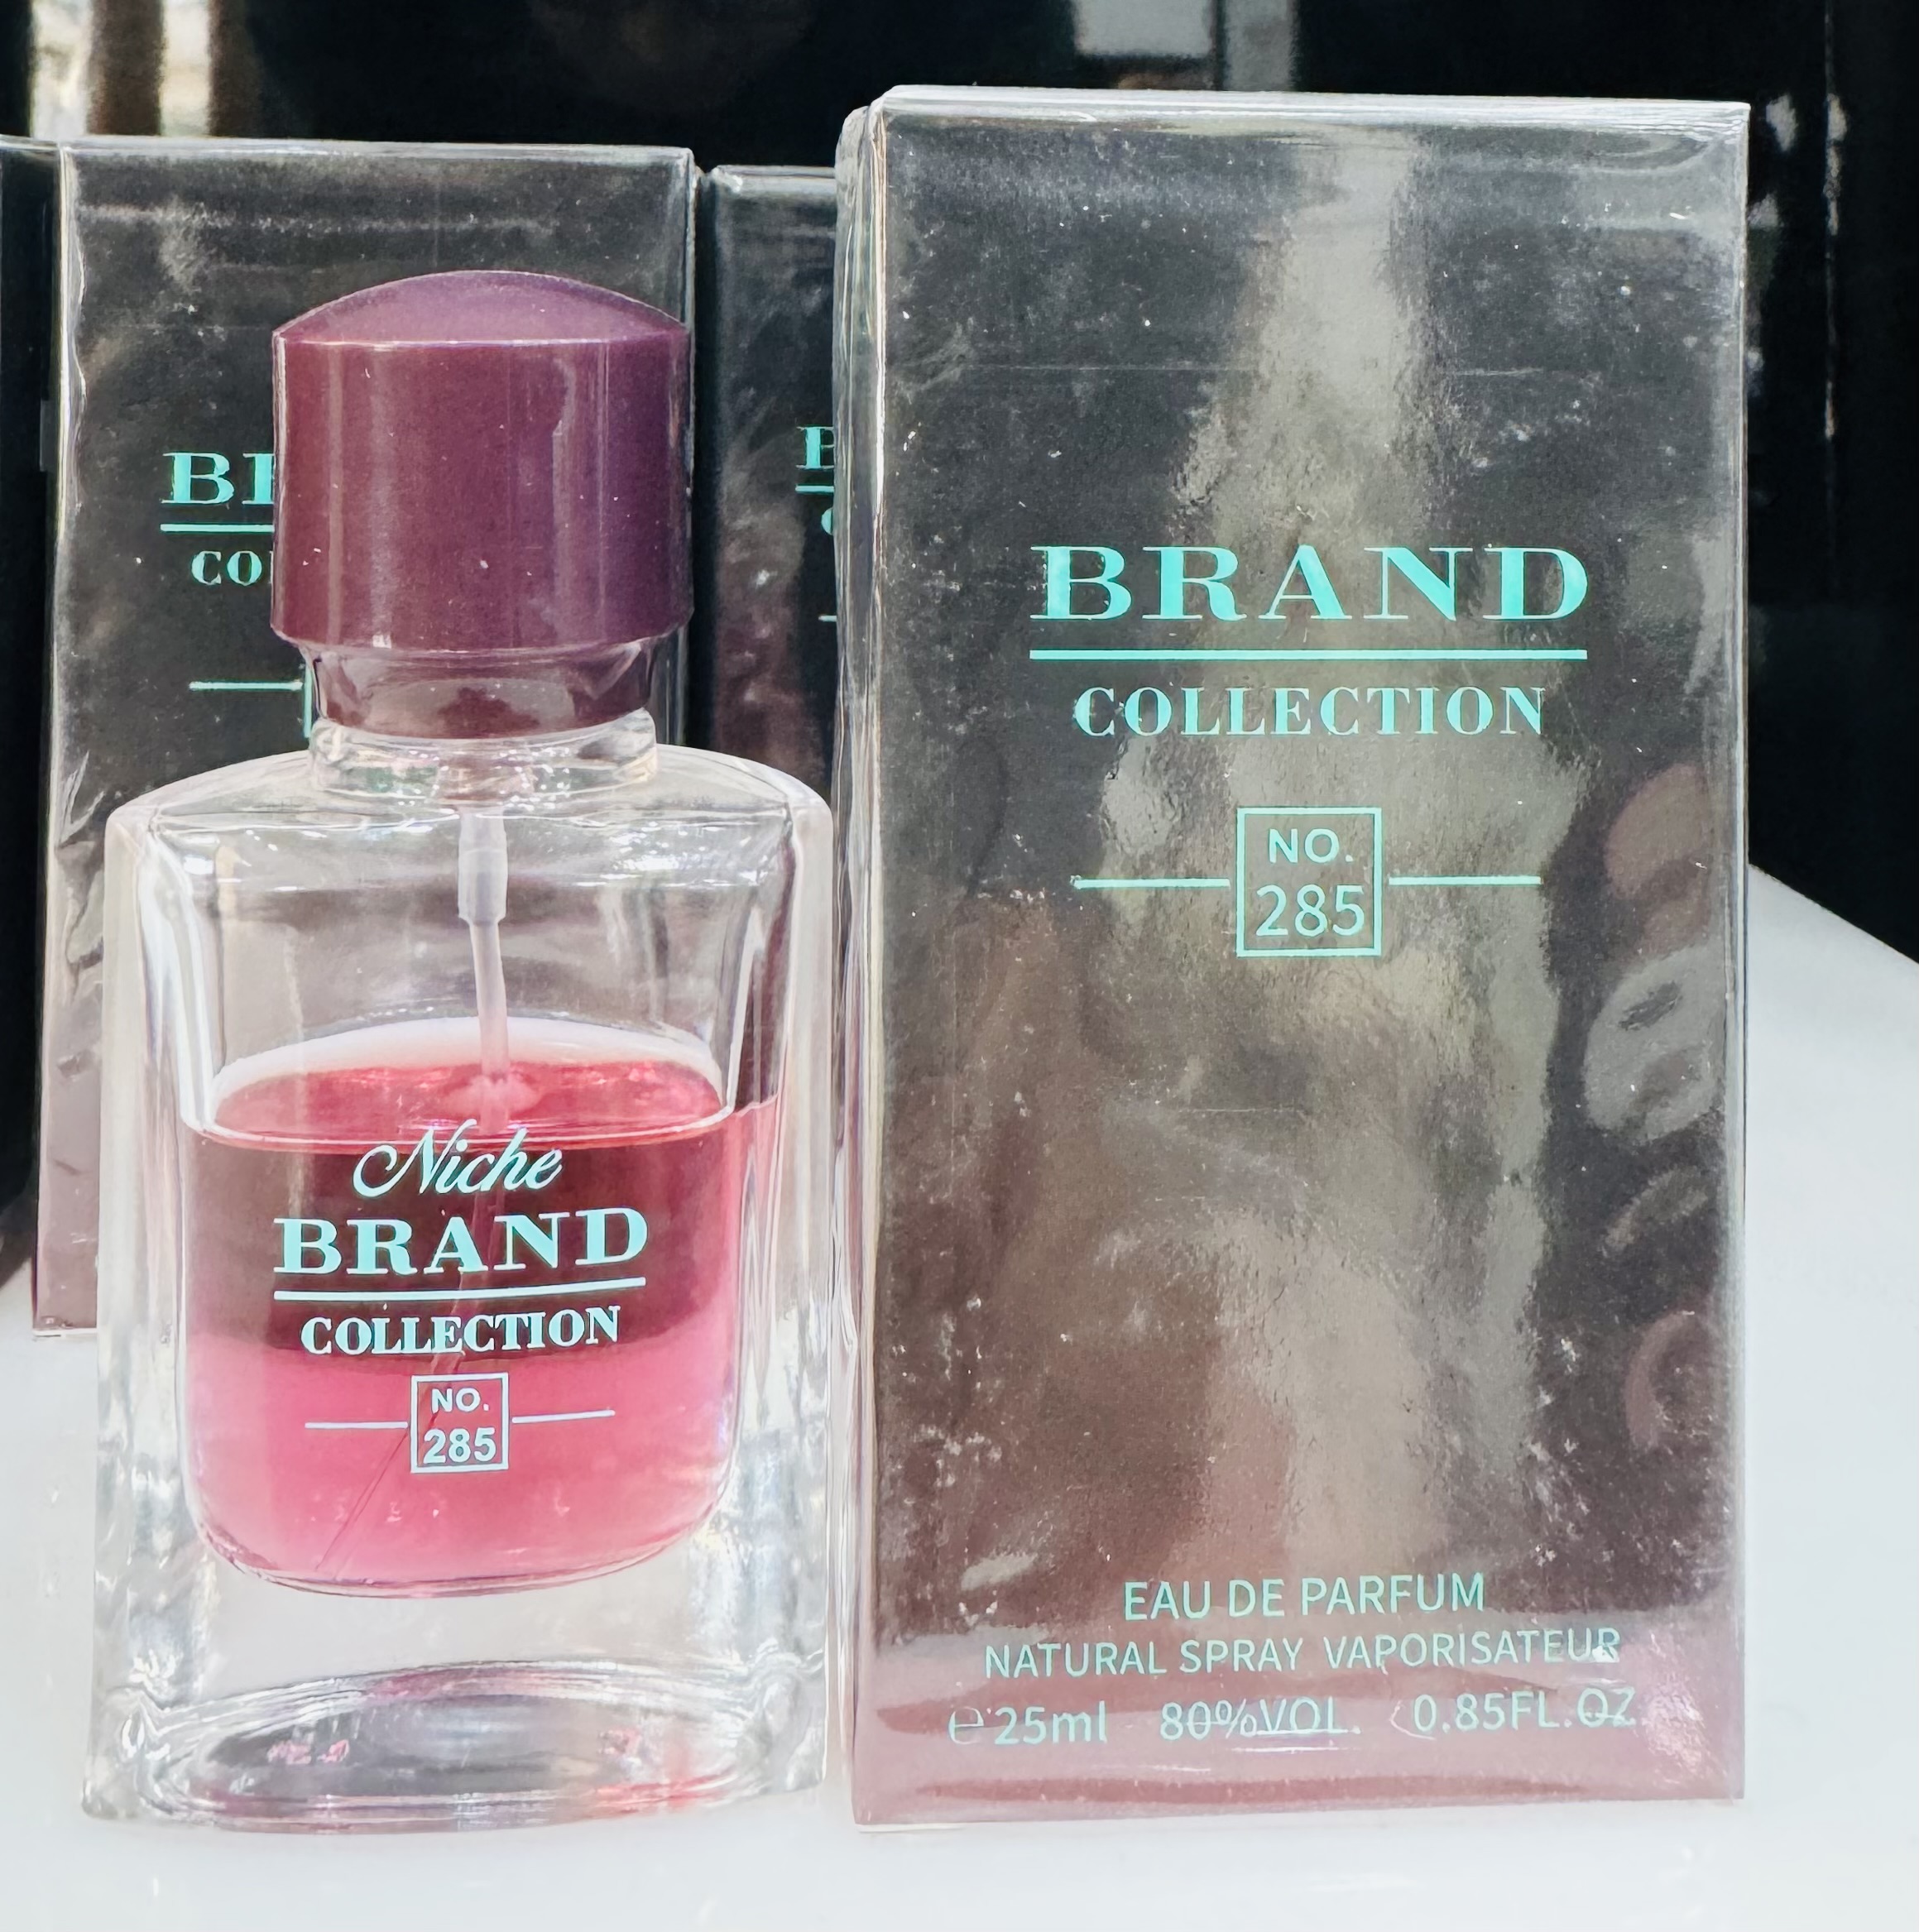 Niche
BRAND
COLLECTION
NO.
285
BRAND
COLLECTION
NO.
285
EAU DE PARFUM
NATURAL SPRAY VAPORISATEUR
℮ 25ml 80%VOL. 0.85FL.OZ